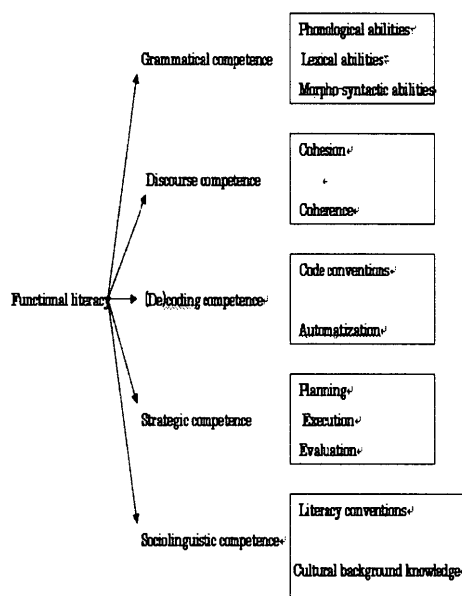 Phonological abilities
Grammatical competence
Lexical abilities
Morpho-syntactic abilities
Cohesion
Discourse competence
Coherence
Code conventions
Functional literacy
(De)coding competence
Automatization
Planning
Strategic competence
Execution
Evaluation
Literacy conventions
Sociolinguistic competence
Cultural background knowledge